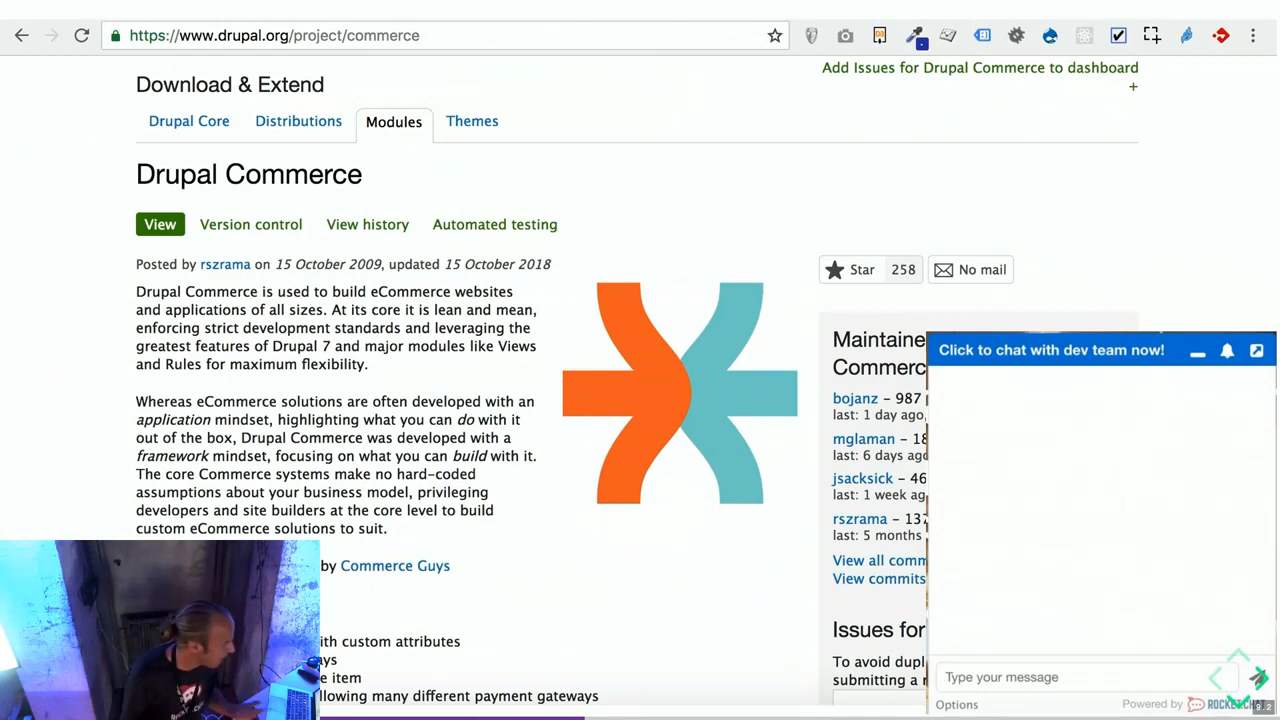 https://www.drupal.org/project/commerce
Add Issues for Drupal Commerce to dashboard
+
Download & Extend
Drupal Core
Distributions
Modules
Themes
Drupal Commerce
View
Version control
View history
Automated testing
Posted by rszrama on 15 October 2009, updated 15 October 2018
Star 258
No mail
Drupal Commerce is used to build eCommerce websites
and applications of all sizes. At its core it is lean and mean,
enforcing strict development standards and leveraging the
greatest features of Drupal 7 and major modules like Views
and Rules for maximum flexibility.
Whereas eCommerce solutions are often developed with an
application mindset, highlighting what you can do with it
out of the box, Drupal Commerce was developed with a
framework mindset, focusing on what you can build with it.
The core Commerce systems make no hard-coded
assumptions about your business model, privileging
developers and site builders at the core level to build
custom eCommerce solutions to suit.
by Commerce Guys
ith custom attributes
ays
e item
ollowing many different payment gateways
Maintaine
Commerc
bojanz - 987
last: 1 day ago,
mglaman - 18
last: 6 days ago
jsacksick - 46
last: 1 week ag
rszrama - 137
last: 5 months
View all comm
View commits
Issues for
To avoid dupl
submitting a r
Click to chat with dev team now!
Type your message
Options
Powered by ROCKET.CH
9.2